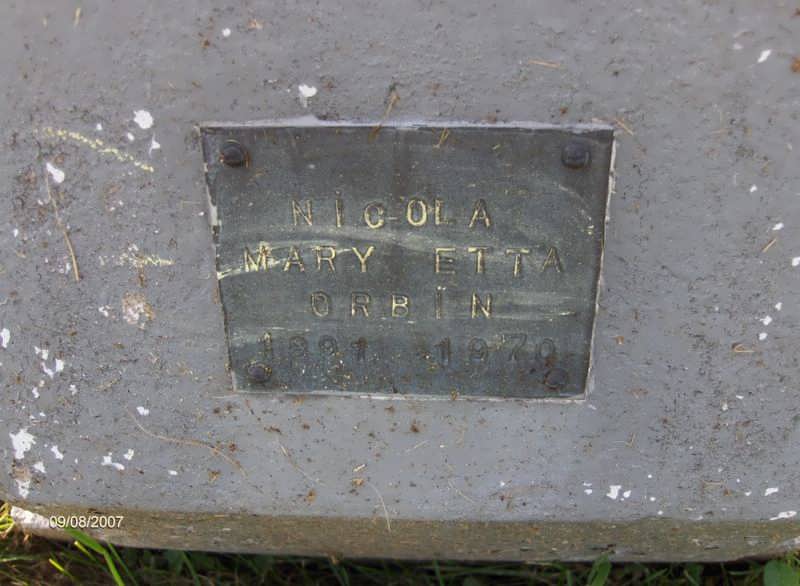 NICOLA
MARY ETTA
ORBIN
1891 1970
09/08/2007